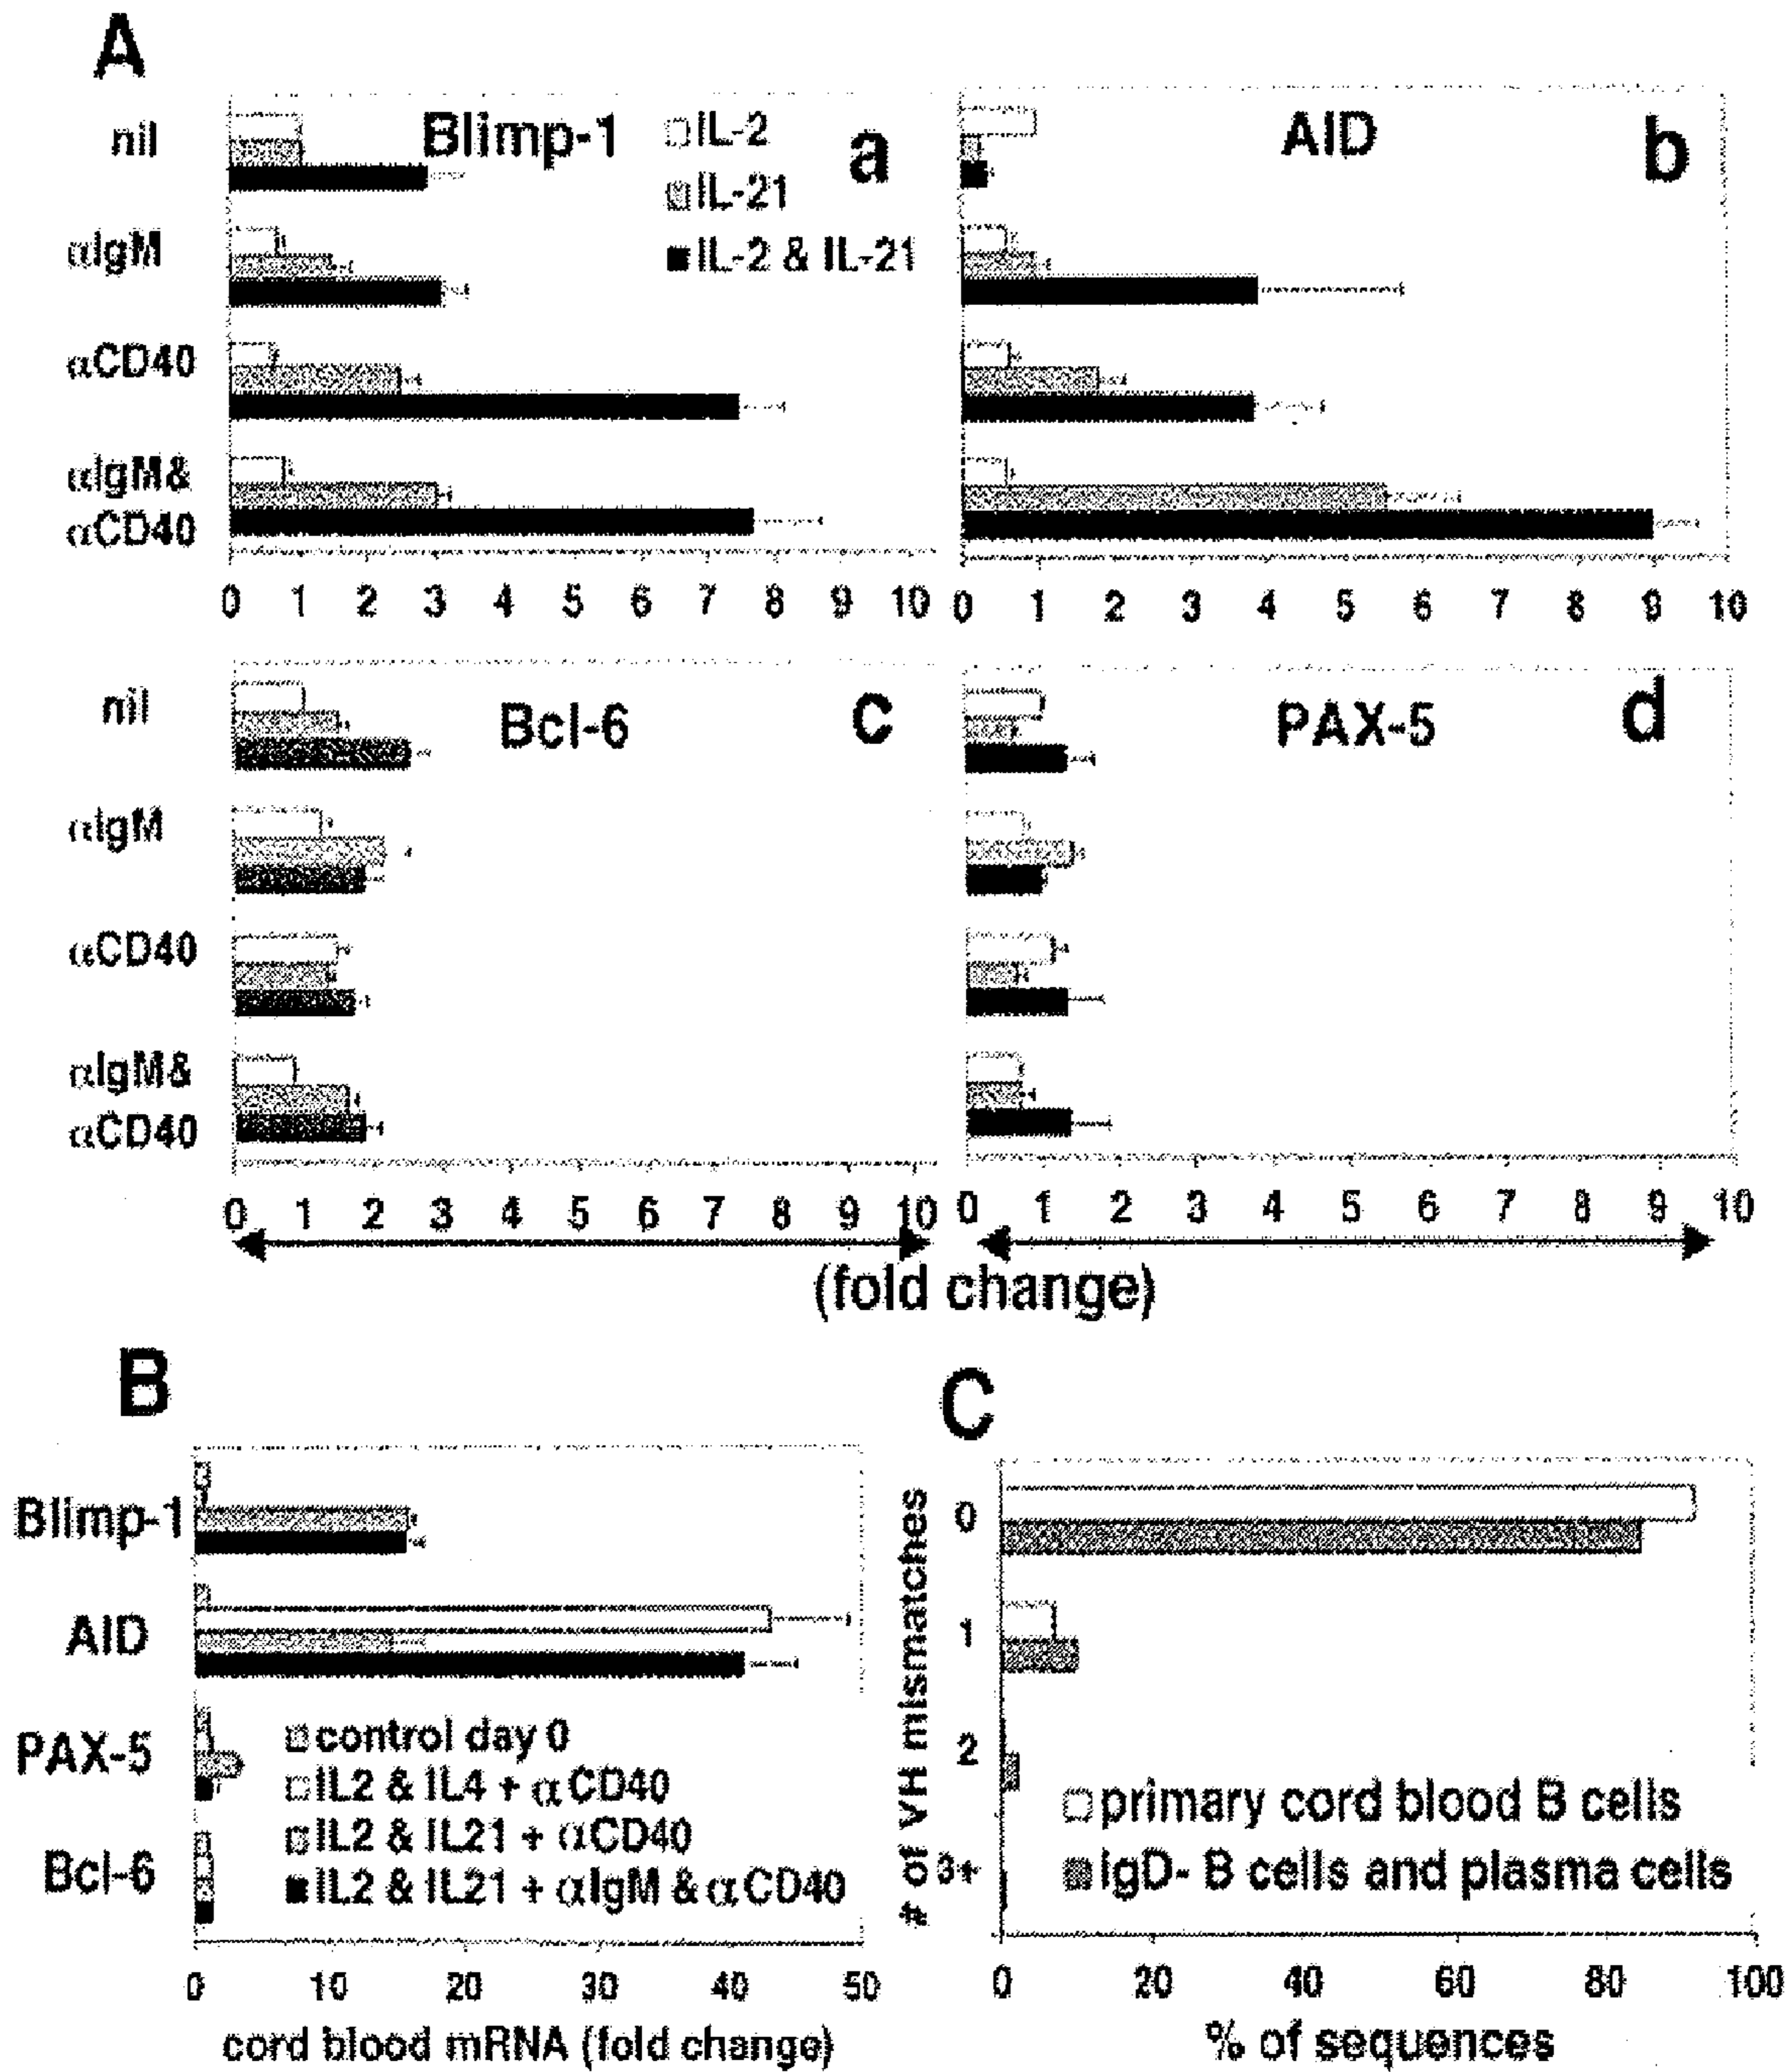 A
Blimp-1
a
IL-2
IL-21
IL-2 & IL-21
nil
αIgM
αCD40
αIgM&
αCD40
0 1 2 3 4 5 6 7 8 9 10
AID
b
0 1 2 3 4 5 6 7 8 9 10
Bcl-6
c
nil
αIgM
αCD40
αIgM&
αCD40
0 1 2 3 4 5 6 7 8 9 10
PAX-5
d
0 1 2 3 4 5 6 7 8 9 10
(fold change)
B
Blimp-1
AID
PAX-5
Bcl-6
control day 0
IL2 & IL4 + αCD40
IL2 & IL21 + αCD40
IL2 & IL21 + αIgM & αCD40
0 10 20 30 40 50
cord blood mRNA (fold change)
C
# of VH mismatches
0
1
2
3+
primary cord blood B cells
IgD- B cells and plasma cells
0 20 40 60 80 100
% of sequences